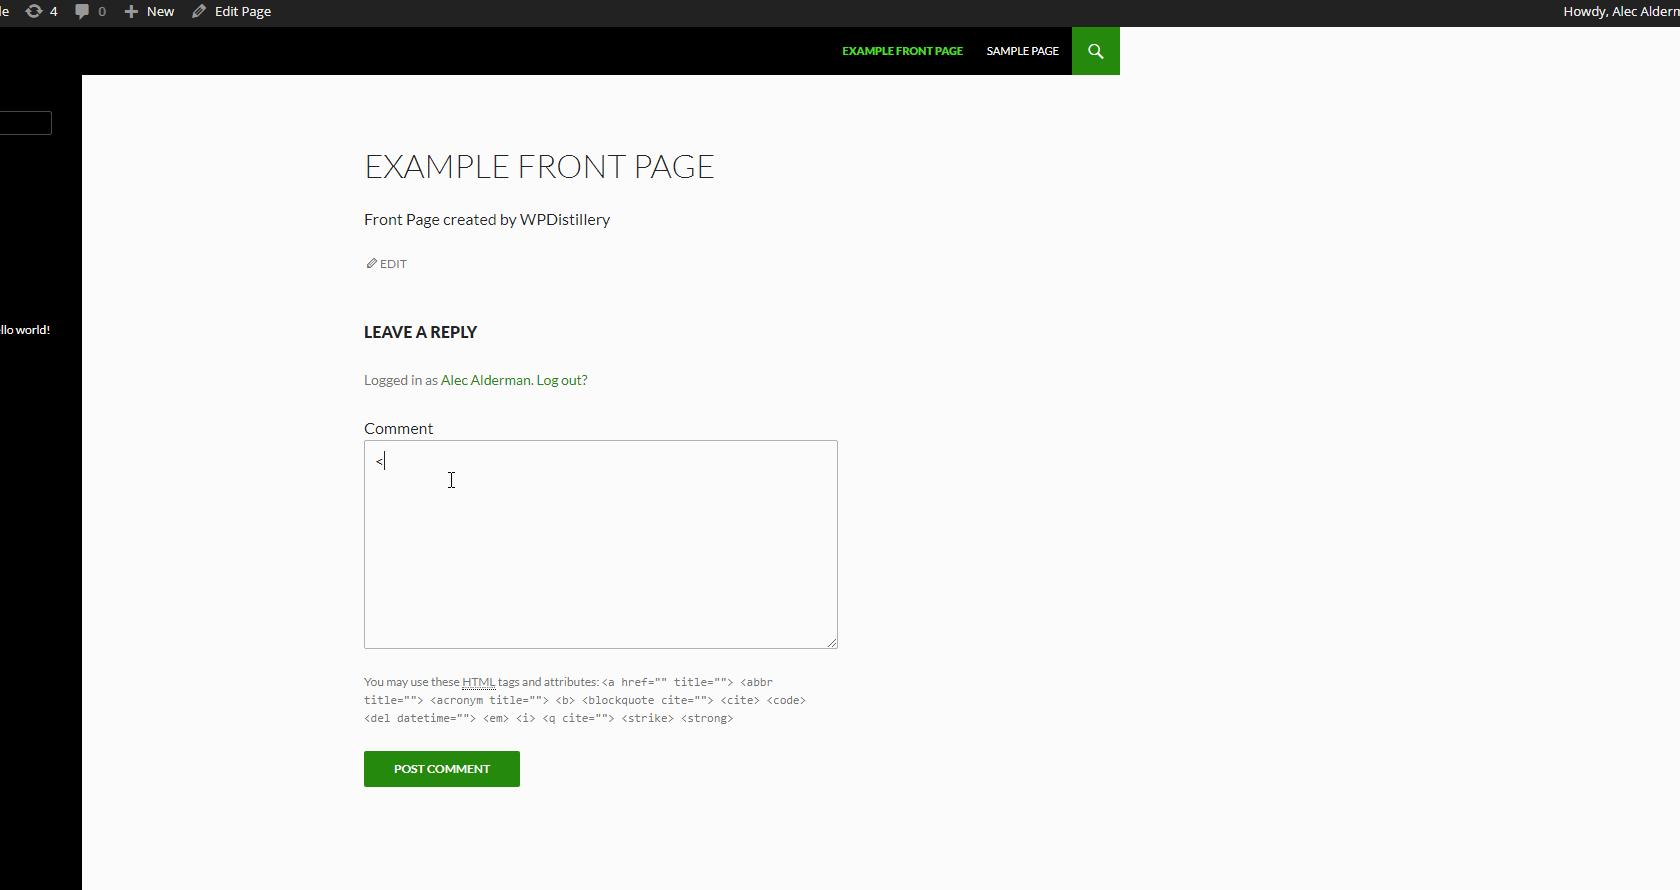 le 4 0 New Edit Page Howdy, Alec Alderm
EXAMPLE FRONT PAGE SAMPLE PAGE
EXAMPLE FRONT PAGE
Front Page created by WPDistillery
EDIT
llo world!
LEAVE A REPLY
Logged in as Alec Alderman. Log out?
Comment
<
You may use these HTML tags and attributes: <a href="" title=""> <abbr
title=""> <acronym title=""> <b> <blockquote cite=""> <cite> <code>
<del datetime=""> <em> <i> <q cite=""> <strike> <strong>
POST COMMENT